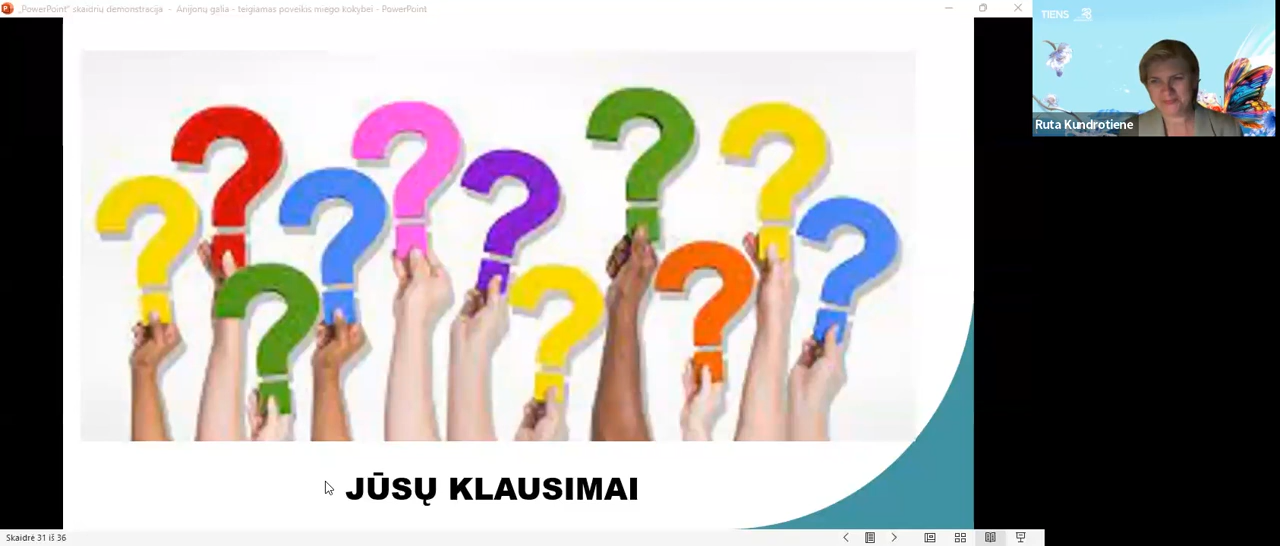 „PowerPoint" skaidrių demonstracija - Anijonų galia - teigiamas poveikis miego kokybei - PowerPoint
TIENS
Ruta Kundrotiene
JŪSŲ KLAUSIMAI
Skaidrė 31 iš 36